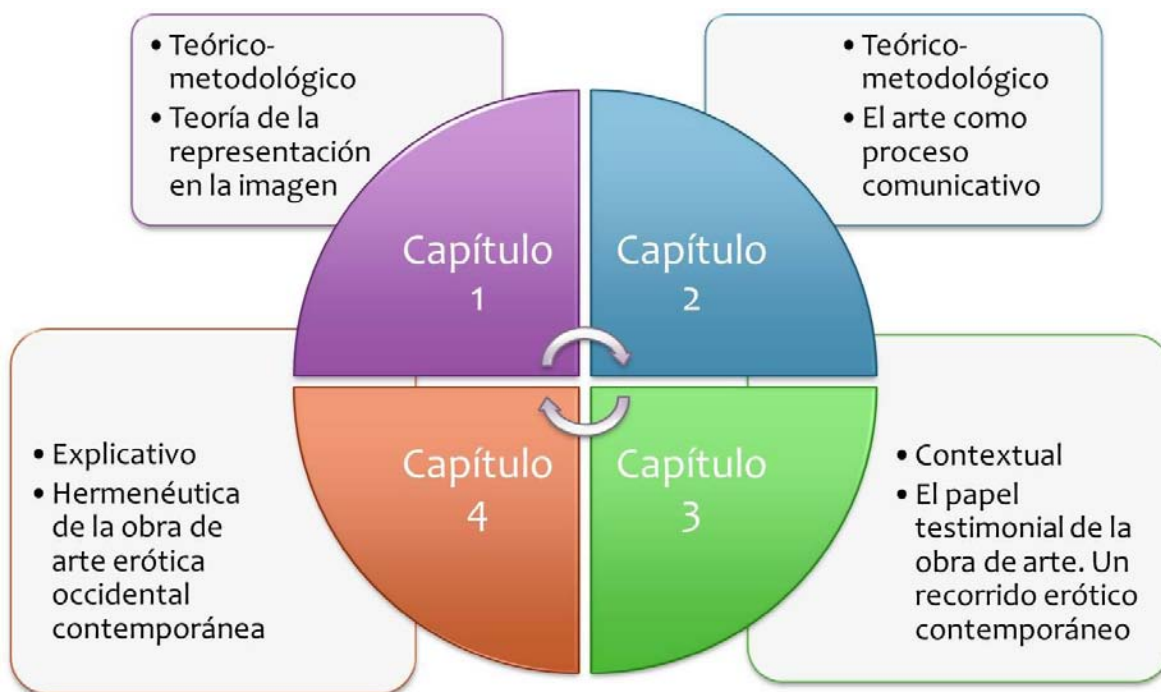 • Teórico-
metodológico
• Teoría de la
representación
en la imagen
• Teórico-
metodológico
• El arte como
proceso
comunicativo
Capítulo
1
Capítulo
2
Capítulo
4
Capítulo
3
• Explicativo
• Hermenéutica
de la obra de
arte erótica
occidental
contemporánea
• Contextual
• El papel
testimonial de la
obra de arte. Un
recorrido erótico
contemporáneo